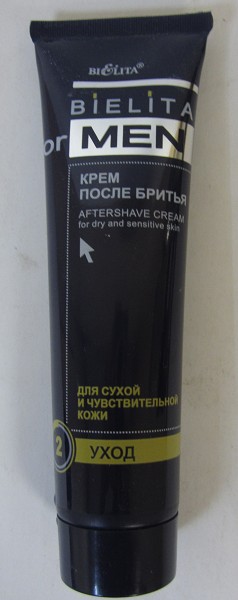 BIELITA®
BIELITA
or MEN
КРЕМ
ПОСЛЕ БРИТЬЯ
AFTERSHAVE CREAM
for dry and sensitive skin
ДЛЯ СУХОЙ
И ЧУВСТВИТЕЛЬНОЙ
КОЖИ
2 УХОД